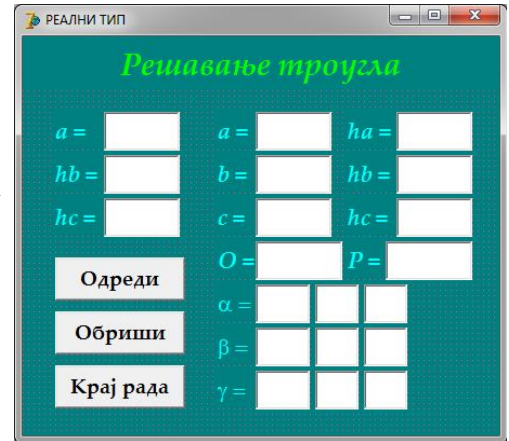 РЕАЛНИ ТИП
Решавање троугла
a = a = ha =
hb = b = hb =
hc = c = hc =
O = P =
Одреди
α =
Обриши
β =
Крај рада
γ =